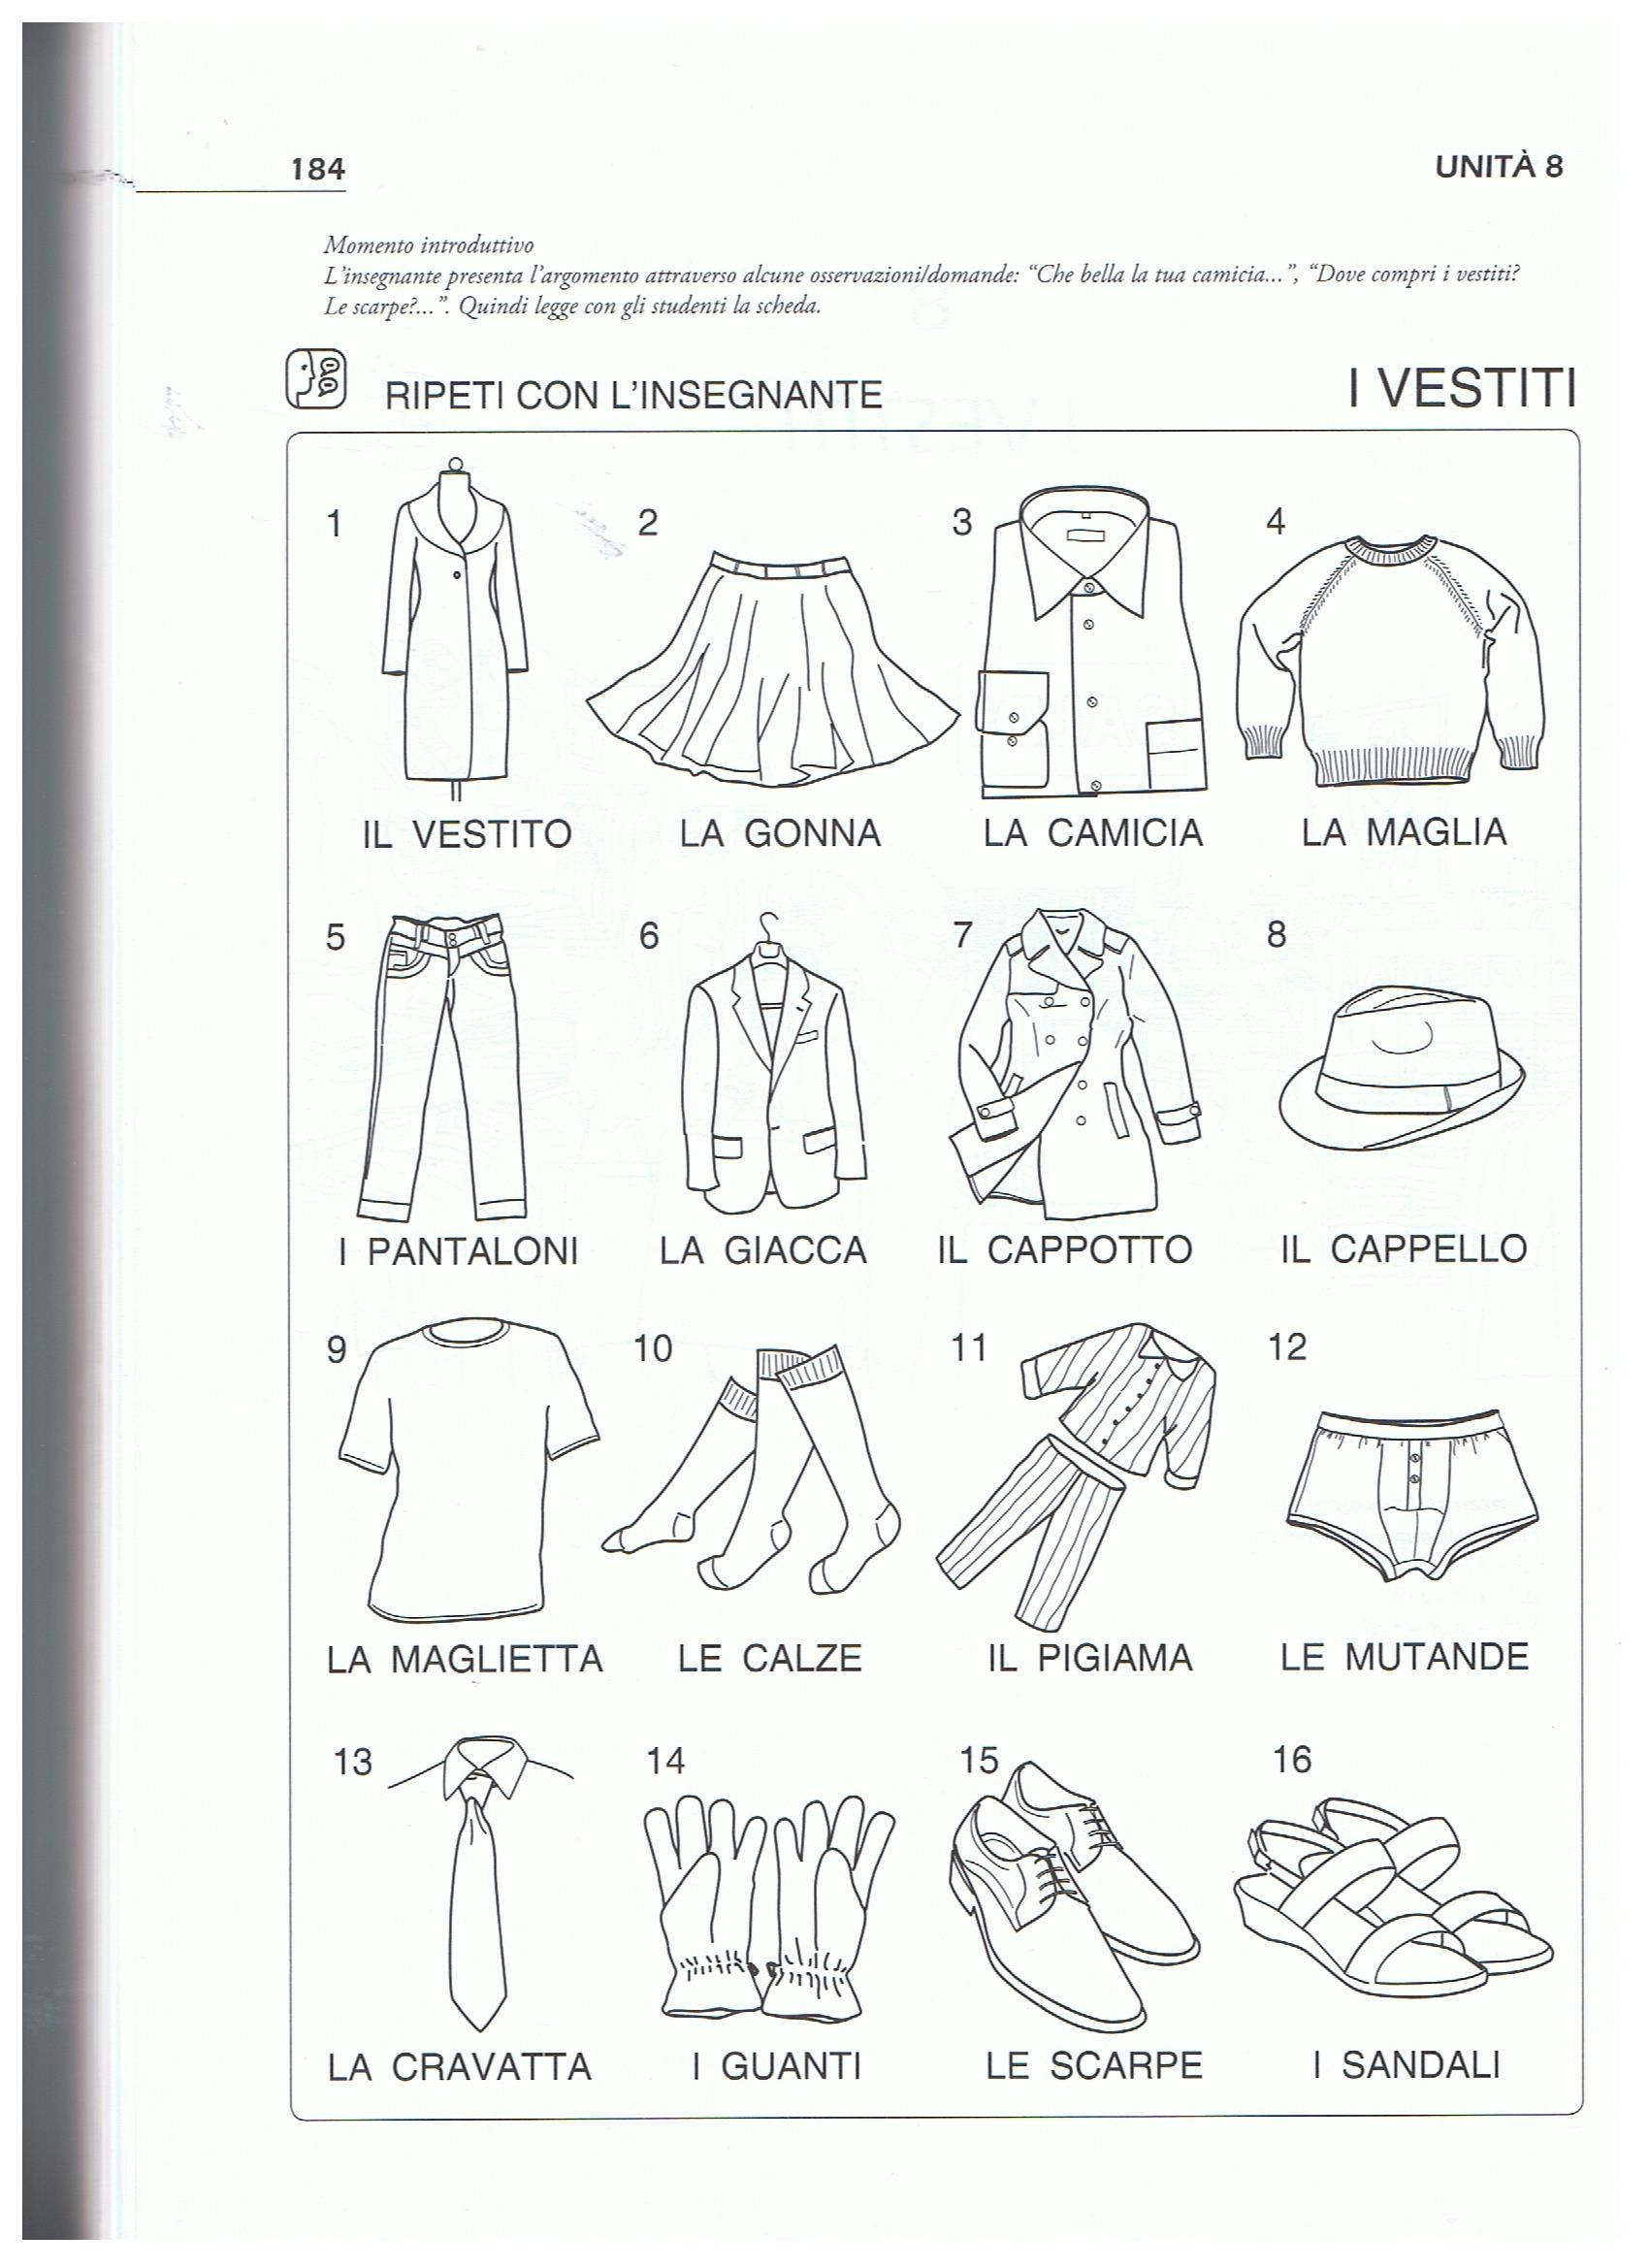 184
UNITÀ 8
Momento introduttivo
L'insegnante presenta l'argomento attraverso alcune osservazioni/domande: “Che bella la tua camicia...”, “Dove compri i vestiti?
Le scarpe?...”. Quindi legge con gli studenti la scheda.
RIPETI CON L'INSEGNANTE
I VESTITI
1 2 3 4
IL VESTITO LA GONNA LA CAMICIA LA MAGLIA
5 6 7 8
I PANTALONI LA GIACCA IL CAPPOTTO IL CAPPELLO
9 10 11 12
LA MAGLIETTA LE CALZE IL PIGIAMA LE MUTANDE
13 14 15 16
LA CRAVATTA I GUANTI LE SCARPE I SANDALI